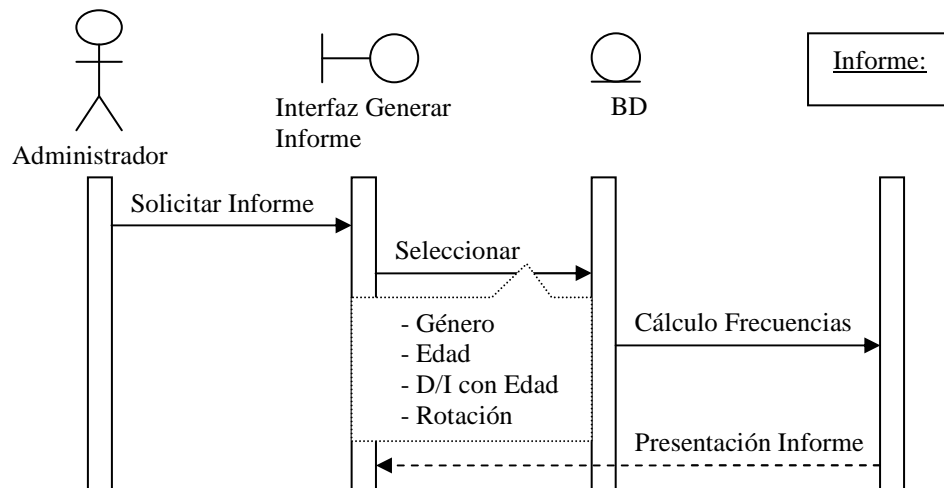 Informe:
Interfaz Generar
Informe
BD
Administrador
Solicitar Informe
Seleccionar
- Género
- Edad
- D/I con Edad
- Rotación
Cálculo Frecuencias
Presentación Informe